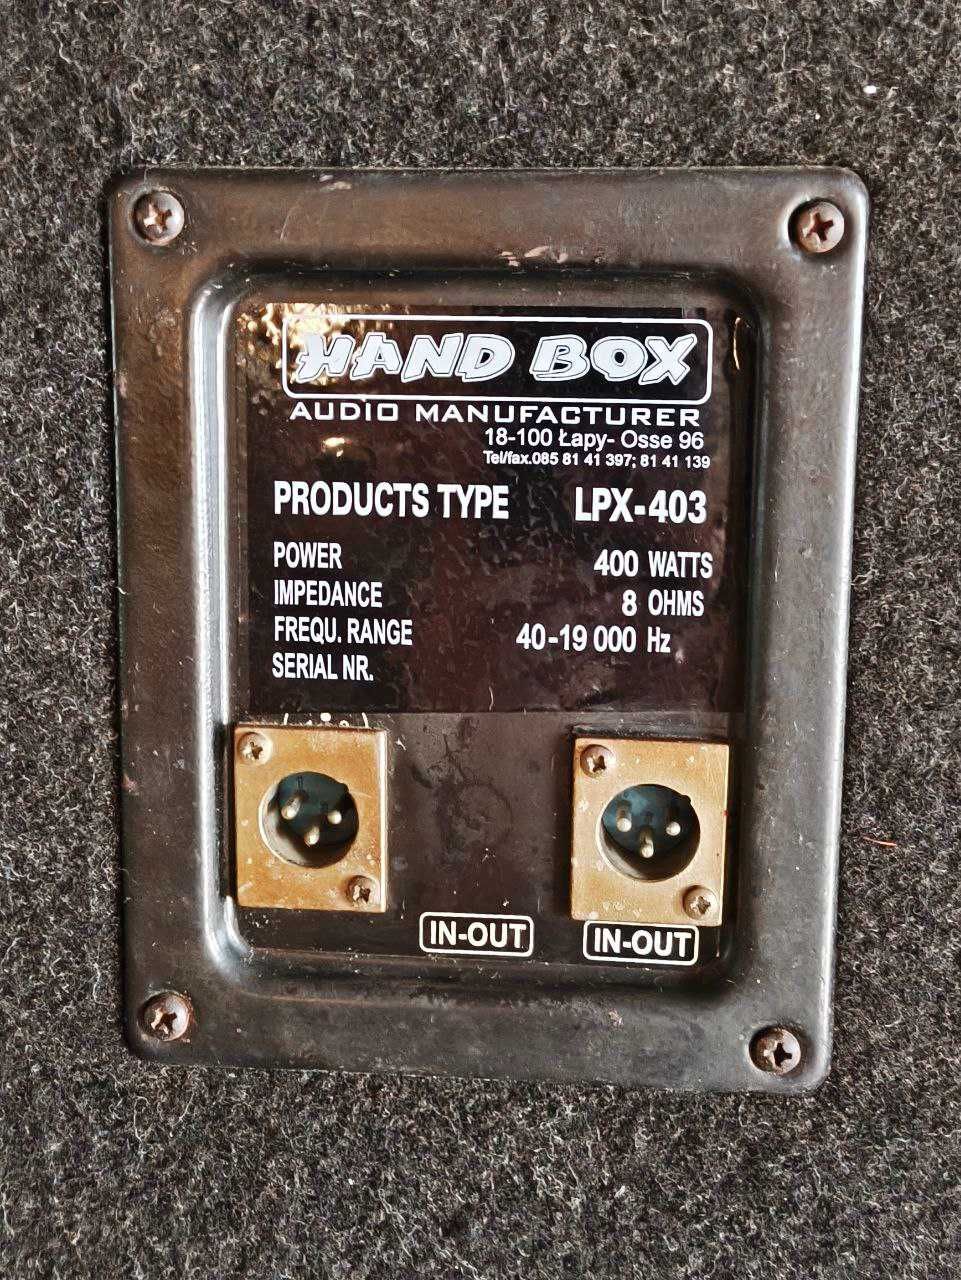 HAND BOX
AUDIO MANUFACTURER
18-100 Łapy- Osse 96
Tel/fax.085 81 41 397; 81 41 139
PRODUCTS TYPE LPX-403
POWER 400 WATTS
IMPEDANCE 8 OHMS
FREQU. RANGE 40-19 000 Hz
SERIAL NR.
IN-OUT IN-OUT